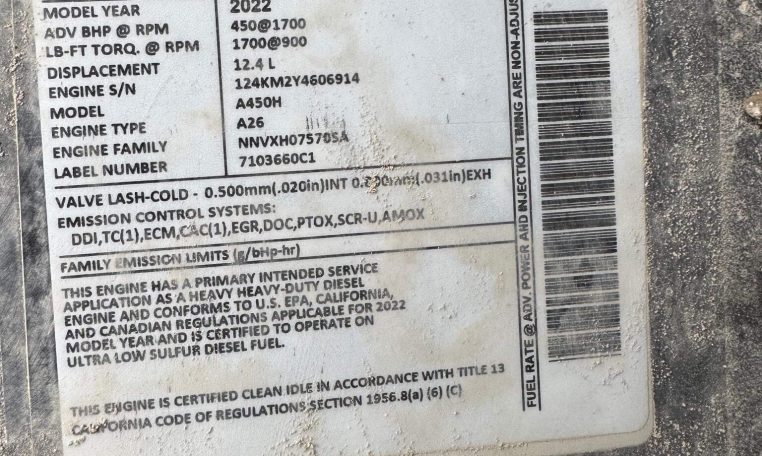 MODEL YEAR 2022
ADV BHP @ RPM 450@1700
LB-FT TORQ. @ RPM 1700@900
DISPLACEMENT 12.4 L
ENGINE S/N 124KM2Y4606914
MODEL A450H
ENGINE TYPE A26
ENGINE FAMILY NNVXH07570SA
LABEL NUMBER 7103660C1
VALVE LASH-COLD - 0.500mm(.020in)INT (.031in)EXH
EMISSION CONTROL SYSTEMS:
DDI,TC(1),ECM,CAC(1),EGR,DOC,PTOX,SCR-U,AMOX
FAMILY EMISSION LIMITS (g/bHp-hr)
THIS ENGINE HAS A PRIMARY INTENDED SERVICE
APPLICATION AS A HEAVY HEAVY-DUTY DIESEL
ENGINE AND CONFORMS TO U.S. EPA, CALIFORNIA,
AND CANADIAN REGULATIONS APPLICABLE FOR 2022
MODEL YEAR AND IS CERTIFIED TO OPERATE ON
ULTRA LOW SULFUR DIESEL FUEL.
THIS ENGINE IS CERTIFIED CLEAN IDLE IN ACCORDANCE WITH TITLE 13
CALIFORNIA CODE OF REGULATIONS SECTION 1956.8(a) (6) (C)
FUEL RATE @ ADV. POWER AND INJECTION TIMING ARE NON-ADJUS